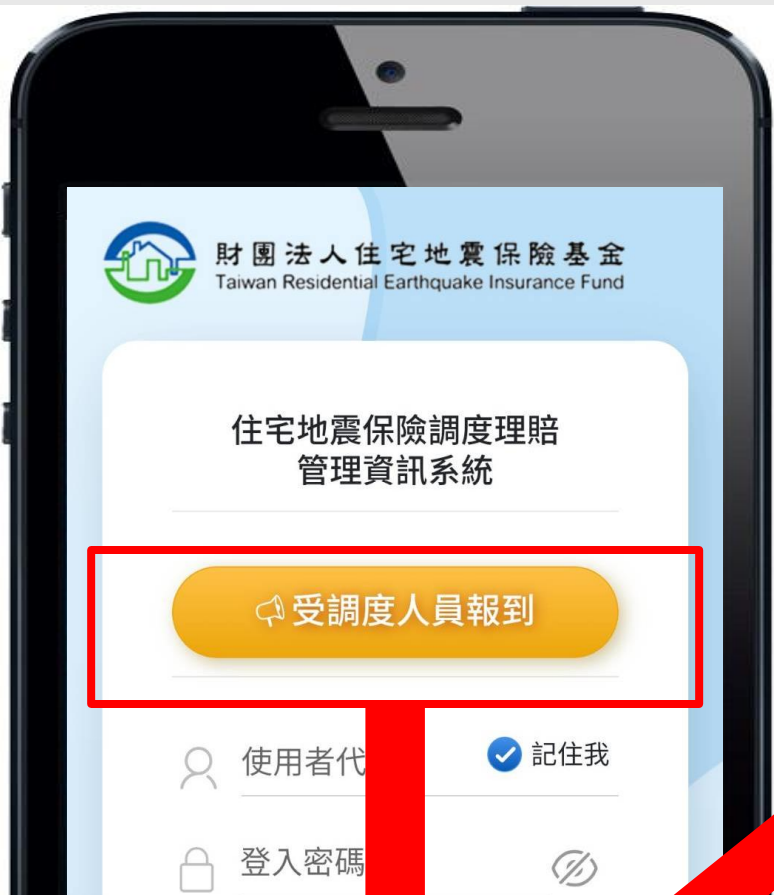 財團法人住宅地震保險基金
Taiwan Residential Earthquake Insurance Fund
住宅地震保險調度理賠
管理資訊系統
受調度人員報到
使用者代
記住我
登入密碼